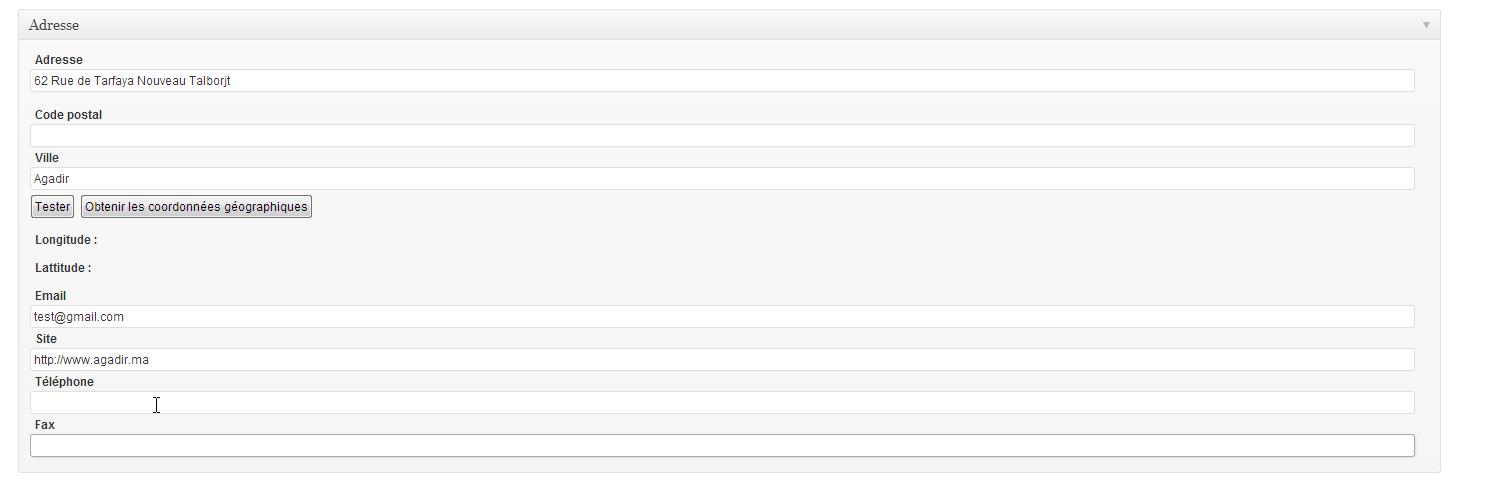 Adresse
Adresse
62 Rue de Tarfaya Nouveau Talborjt
Code postal
Ville
Agadir
Tester Obtenir les coordonnées géographiques
Longitude :
Lattitude :
Email
test@gmail.com
Site
http://www.agadir.ma
Téléphone
Fax